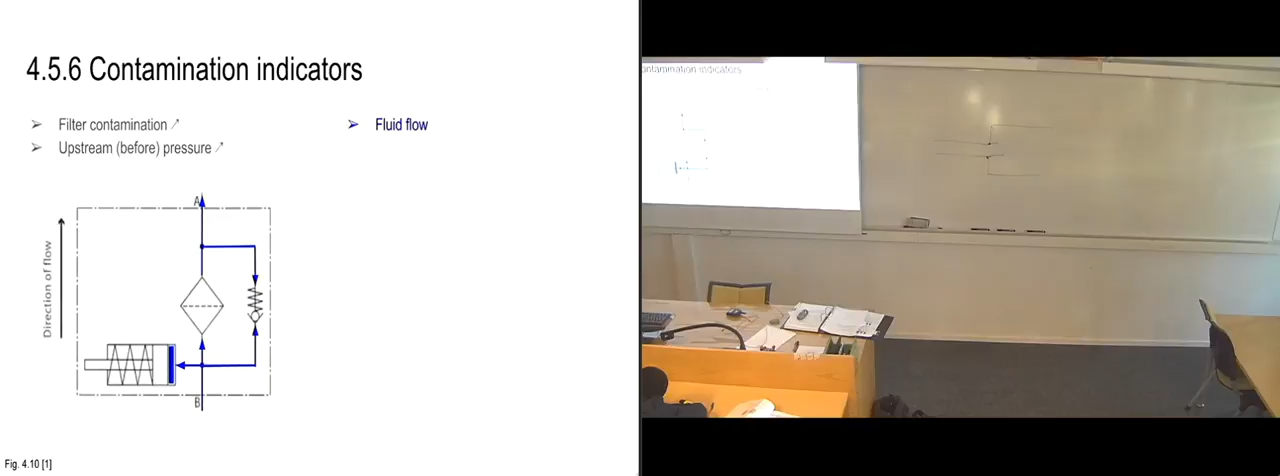 4.5.6 Contamination indicators
➢ Filter contamination ↗
➢ Upstream (before) pressure ↗
➢ Fluid flow
A
Direction of flow
B
Fig. 4.10 [1]
ontamination indicators